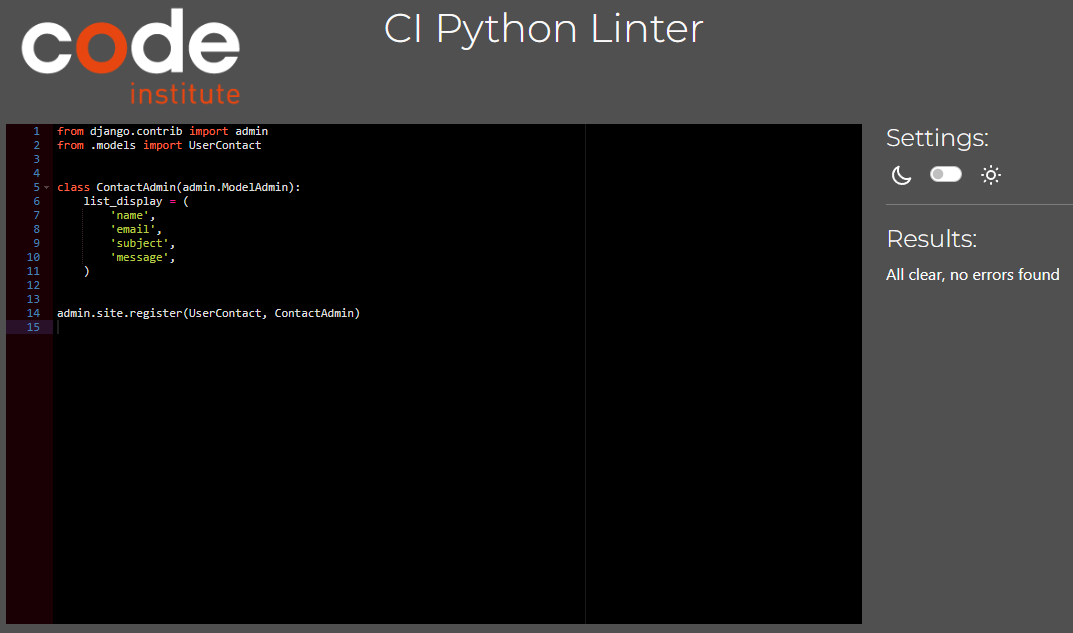 code
institute
CI Python Linter
1 from django.contrib import admin
2 from .models import UserContact
3
4
5 class ContactAdmin(admin.ModelAdmin):
6     list_display = (
7         'name',
8         'email',
9         'subject',
10         'message',
11     )
12
13
14 admin.site.register(UserContact, ContactAdmin)
15
Settings:
Results:
All clear, no errors found